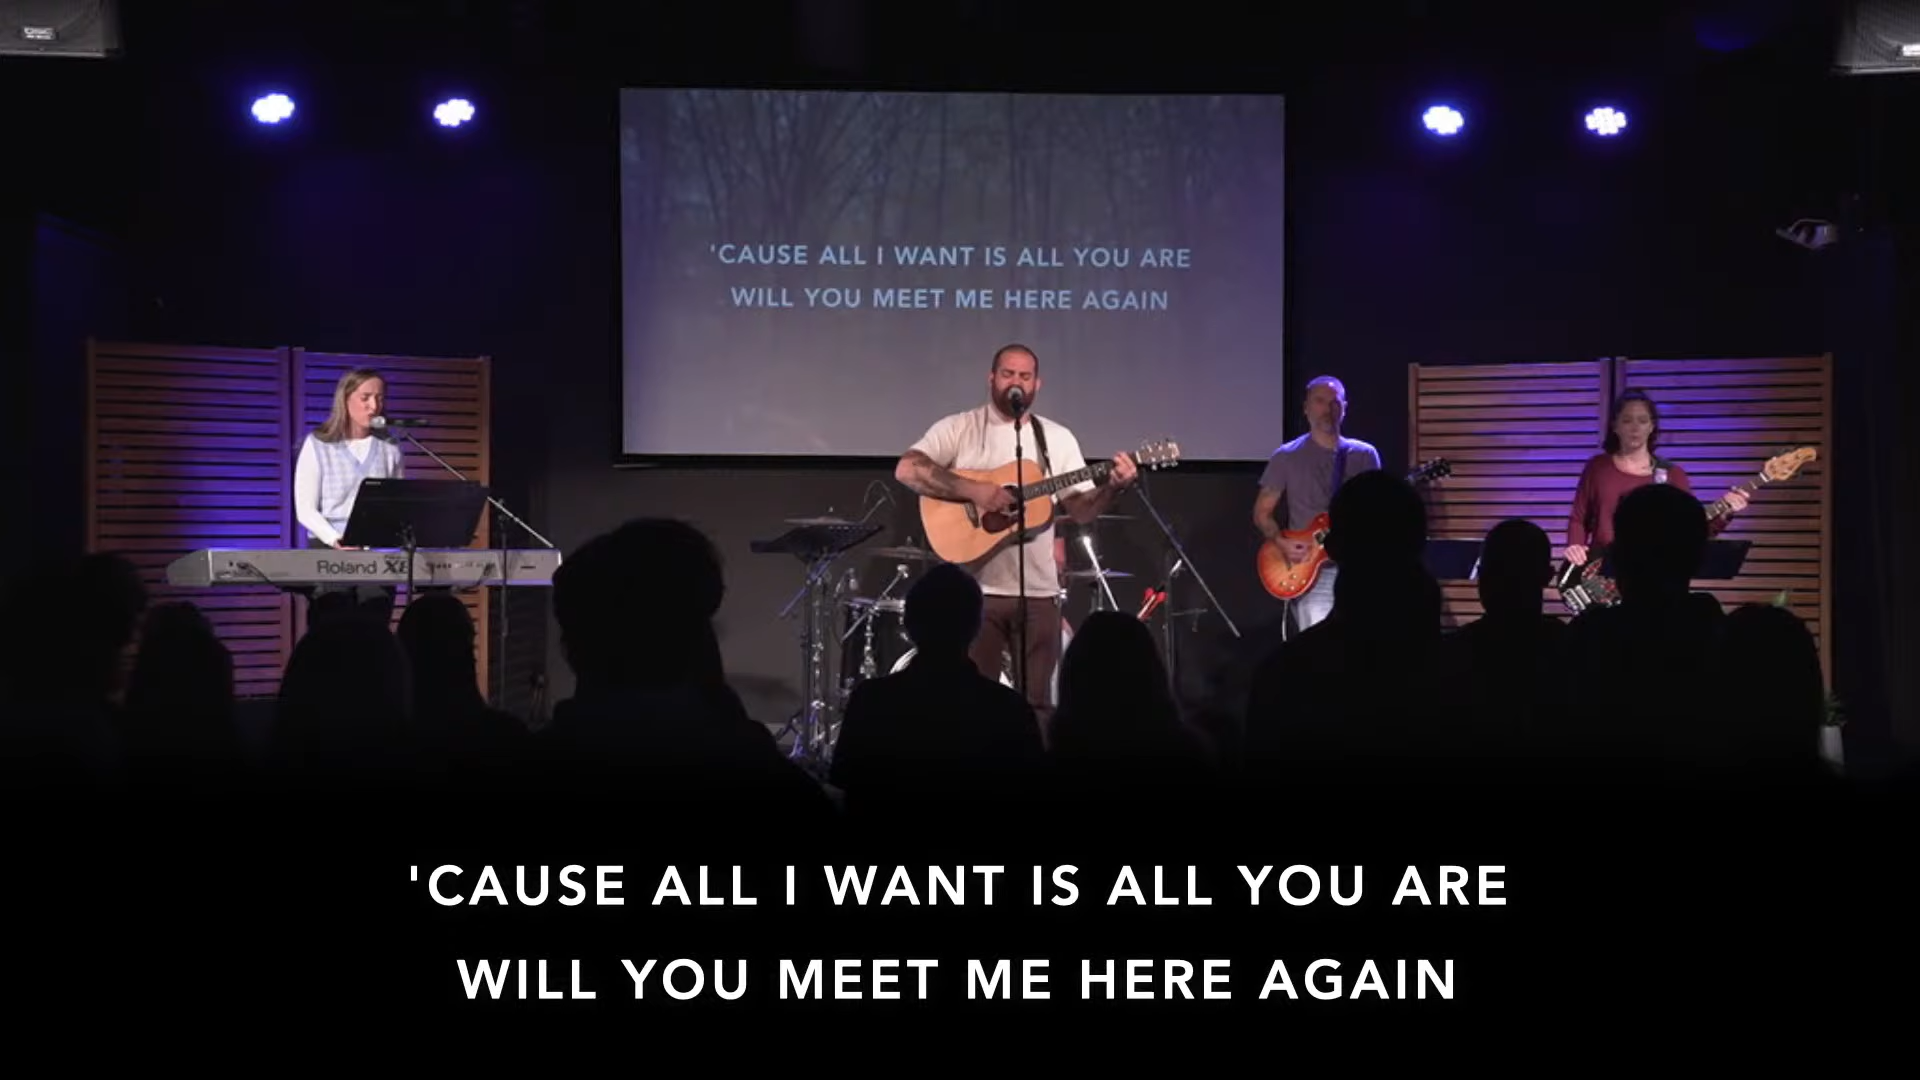 'CAUSE ALL I WANT IS ALL YOU ARE
WILL YOU MEET ME HERE AGAIN
Roland X8
'CAUSE ALL I WANT IS ALL YOU ARE
WILL YOU MEET ME HERE AGAIN